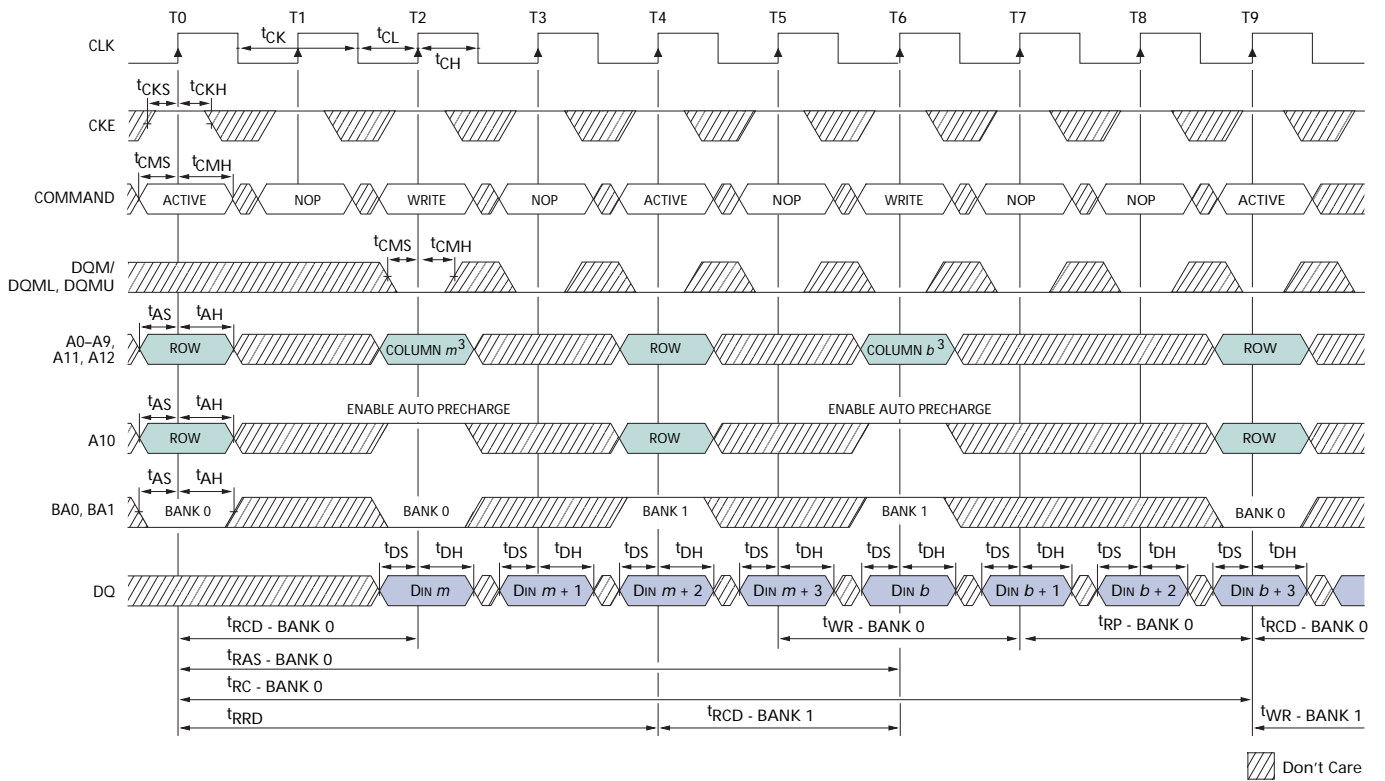 T0 T1 T2 T3 T4 T5 T6 T7 T8 T9
CLK
tCK tCL
tCH
tCKS tCKH
CKE
tCMS tCMH
COMMAND
ACTIVE NOP WRITE NOP ACTIVE NOP WRITE NOP NOP ACTIVE
tCMS tCMH
DQM/
DQML, DQMU
tAS tAH
A0–A9,
A11, A12
ROW COLUMN m3 ROW COLUMN b 3 ROW
tAS tAH
ENABLE AUTO PRECHARGE ENABLE AUTO PRECHARGE
A10
ROW ROW ROW
tAS tAH
BA0, BA1
BANK 0 BANK 0 BANK 1 BANK 1 BANK 0
tDS tDH tDS tDH tDS tDH tDS tDH tDS tDH tDS tDH tDS tDH tDS tDH
DQ
DIN m DIN m + 1 DIN m + 2 DIN m + 3 DIN b DIN b + 1 DIN b + 2 DIN b + 3
tRCD - BANK 0 tWR - BANK 0 tRP - BANK 0 tRCD - BANK 0
tRAS - BANK 0
tRC - BANK 0
tRRD tRCD - BANK 1 tWR - BANK 1
Don't Care